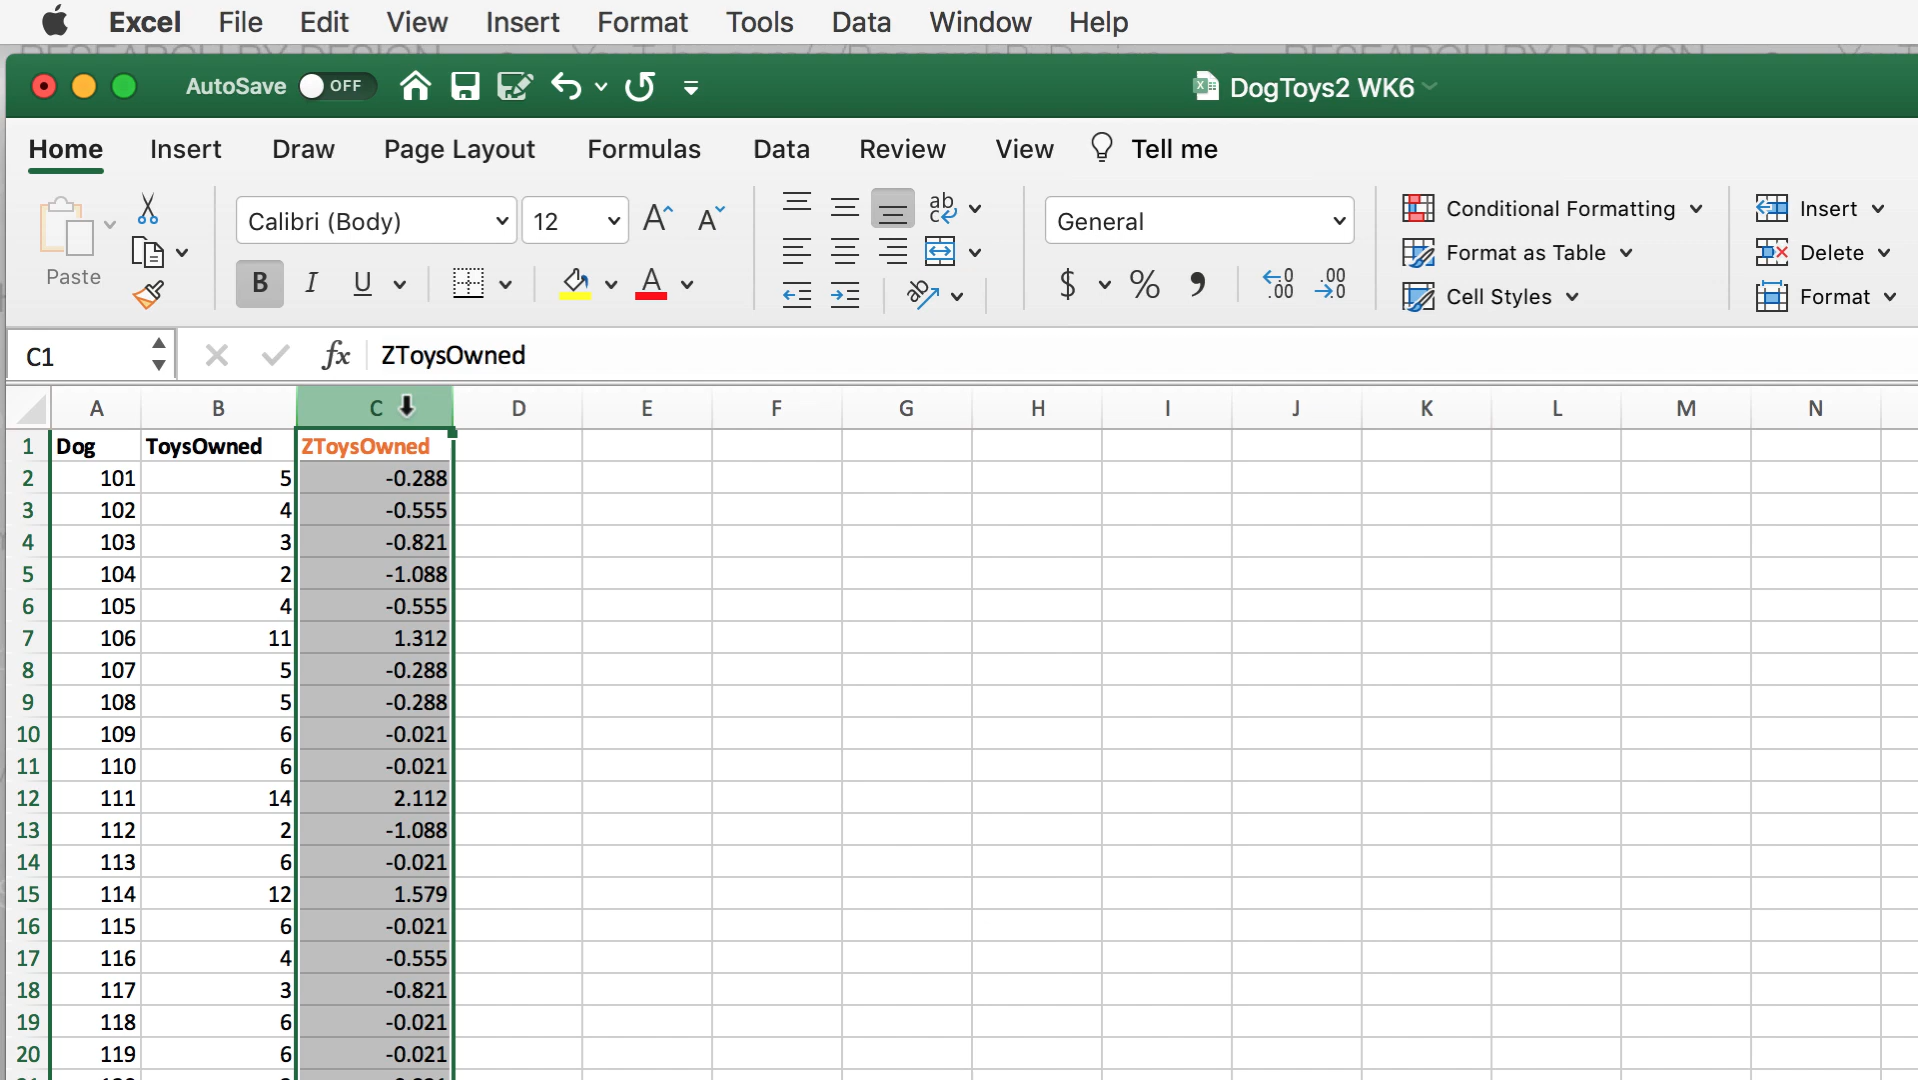 Excel File Edit View Insert Format Tools Data Window Help
AutoSave OFF DogToys2 WK6
Home Insert Draw Page Layout Formulas Data Review View Tell me
Paste Calibri (Body) 12 A A ab c General Conditional Formatting Insert
Format as Table Delete
B I U A ab $ % , .0 .00 .00 .0 Cell Styles Format
C1 fx ZToysOwned
A B C D E F G H I J K L M N
1 Dog ToysOwned ZToysOwned
2 101 5 -0.288
3 102 4 -0.555
4 103 3 -0.821
5 104 2 -1.088
6 105 4 -0.555
7 106 11 1.312
8 107 5 -0.288
9 108 5 -0.288
10 109 6 -0.021
11 110 6 -0.021
12 111 14 2.112
13 112 2 -1.088
14 113 6 -0.021
15 114 12 1.579
16 115 6 -0.021
17 116 4 -0.555
18 117 3 -0.821
19 118 6 -0.021
20 119 6 -0.021